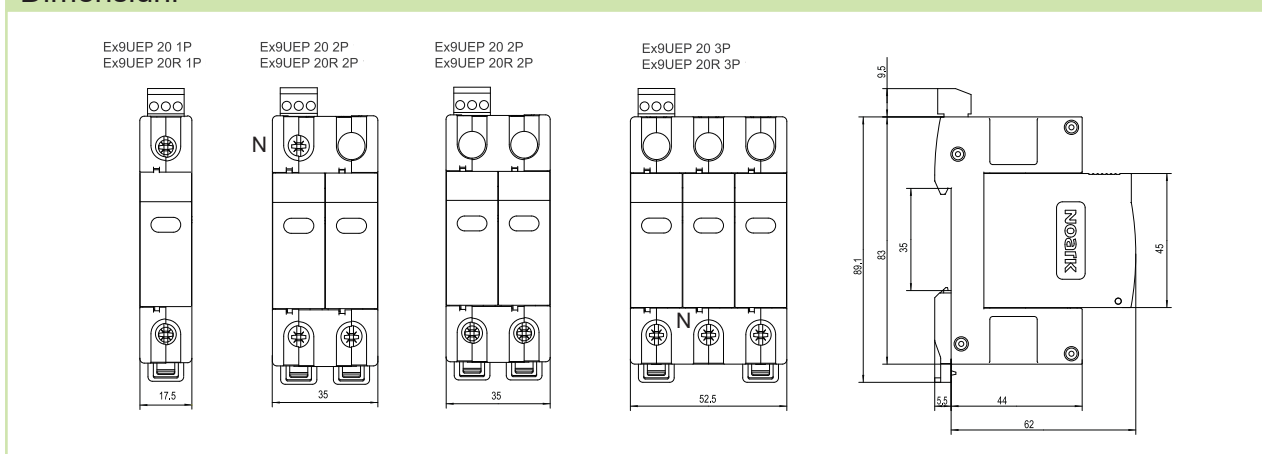 Dimensiuni
Ex9UEP 20 1P
Ex9UEP 20R 1P
Ex9UEP 20 2P
Ex9UEP 20R 2P
Ex9UEP 20 2P
Ex9UEP 20R 2P
Ex9UEP 20 3P
Ex9UEP 20R 3P
N
N
17.5
35
35
52.5
9.5
89.1
83
35
NOARK
45
5.5
44
62